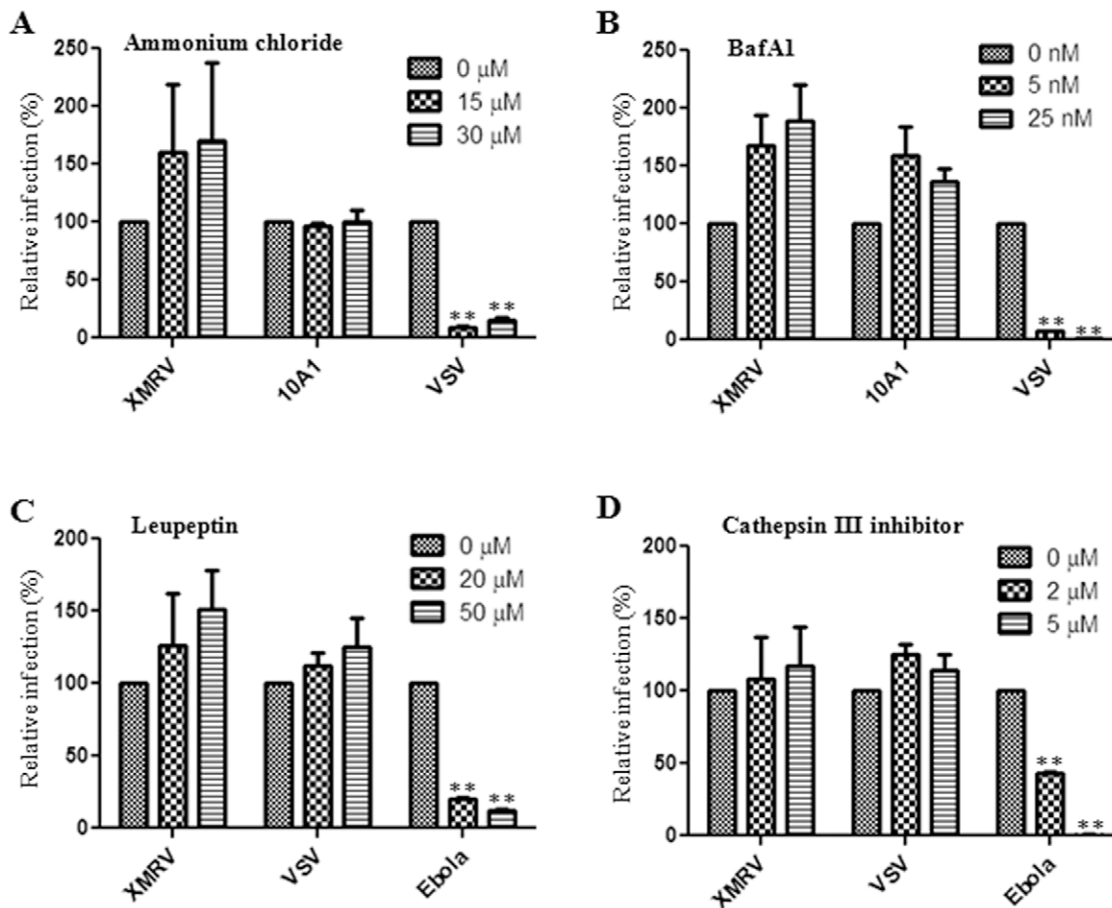 A
Ammonium chloride
Relative infection (%)
250
200
150
100
50
0
0 μM
15 μM
30 μM
** **
XMRV
10A1
VSV
B
BafA1
Relative infection (%)
250
200
150
100
50
0
0 nM
5 nM
25 nM
** **
XMRV
10A1
VSV
C
Leupeptin
Relative infection (%)
200
150
100
50
0
0 μM
20 μM
50 μM
** **
XMRV
VSV
Ebola
D
Cathepsin III inhibitor
Relative infection (%)
200
150
100
50
0
0 μM
2 μM
5 μM
** **
XMRV
VSV
Ebola